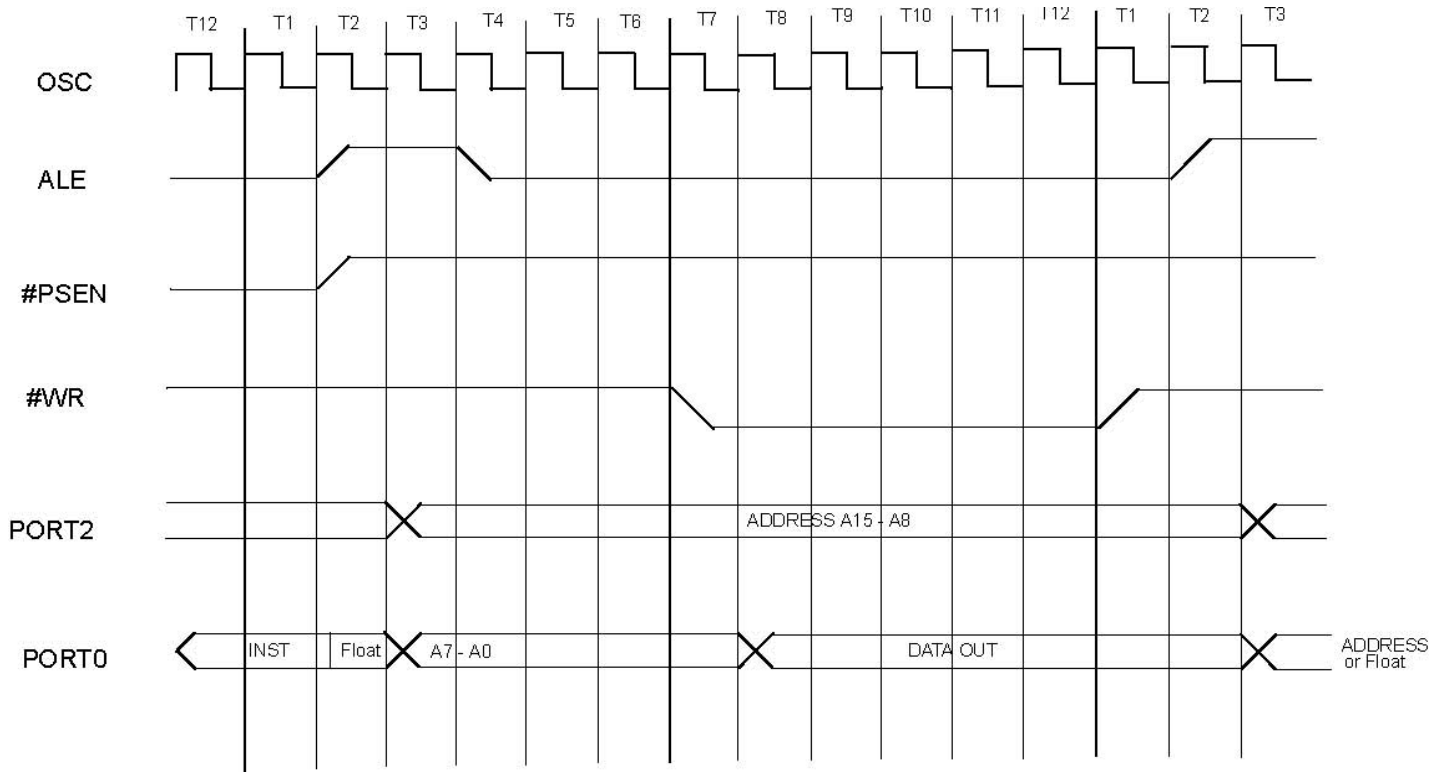 T12 T1 T2 T3 T4 T5 T6 T7 T8 T9 T10 T11 T12 T1 T2 T3
OSC
ALE
#PSEN
#WR
PORT2 ADDRESS A15 - A8
PORT0 INST Float A7 - A0 DATA OUT ADDRESS
or Float